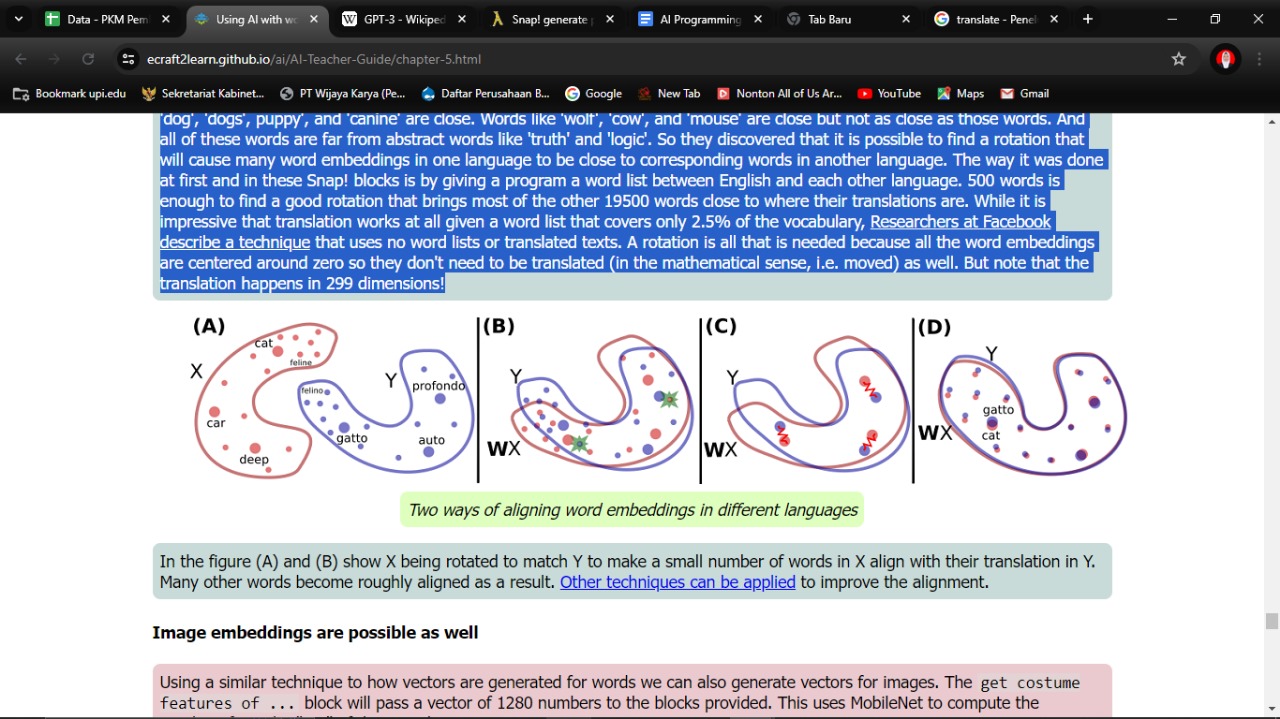 Data - PKM Pem
Using AI with wo
GPT-3 - Wikiped
Snap! generate
AI Programming
Tab Baru
translate - Penel
ecraft2learn.github.io/ai/AI-Teacher-Guide/chapter-5.html
Bookmark upi.edu
Sekretariat Kabinet...
PT Wijaya Karya (Pe...
Daftar Perusahaan B...
Google
New Tab
Nonton All of Us Ar...
YouTube
Maps
Gmail
'dog', 'dogs', puppy', and 'canine' are close. Words like 'wolf', 'cow', and 'mouse' are close but not as close as those words. And
all of these words are far from abstract words like 'truth' and 'logic'. So they discovered that it is possible to find a rotation that
will cause many word embeddings in one language to be close to corresponding words in another language. The way it was done
at first and in these Snap! blocks is by giving a program a word list between English and each other language. 500 words is
enough to find a good rotation that brings most of the other 19500 words close to where their translations are. While it is
impressive that translation works at all given a word list that covers only 2.5% of the vocabulary, Researchers at Facebook
describe a technique that uses no word lists or translated texts. A rotation is all that is needed because all the word embeddings
are centered around zero so they don't need to be translated (in the mathematical sense, i.e. moved) as well. But note that the
translation happens in 299 dimensions!
(A)
X
cat
feline
car
deep
Y
felino
profondo
gatto
auto
(B)
Y
WX
(C)
Y
WX
(D)
Y
gatto
cat
WX
Two ways of aligning word embeddings in different languages
In the figure (A) and (B) show X being rotated to match Y to make a small number of words in X align with their translation in Y.
Many other words become roughly aligned as a result. Other techniques can be applied to improve the alignment.
Image embeddings are possible as well
Using a similar technique to how vectors are generated for words we can also generate vectors for images. The get costume
features of ... block will pass a vector of 1280 numbers to the blocks provided. This uses MobileNet to compute the